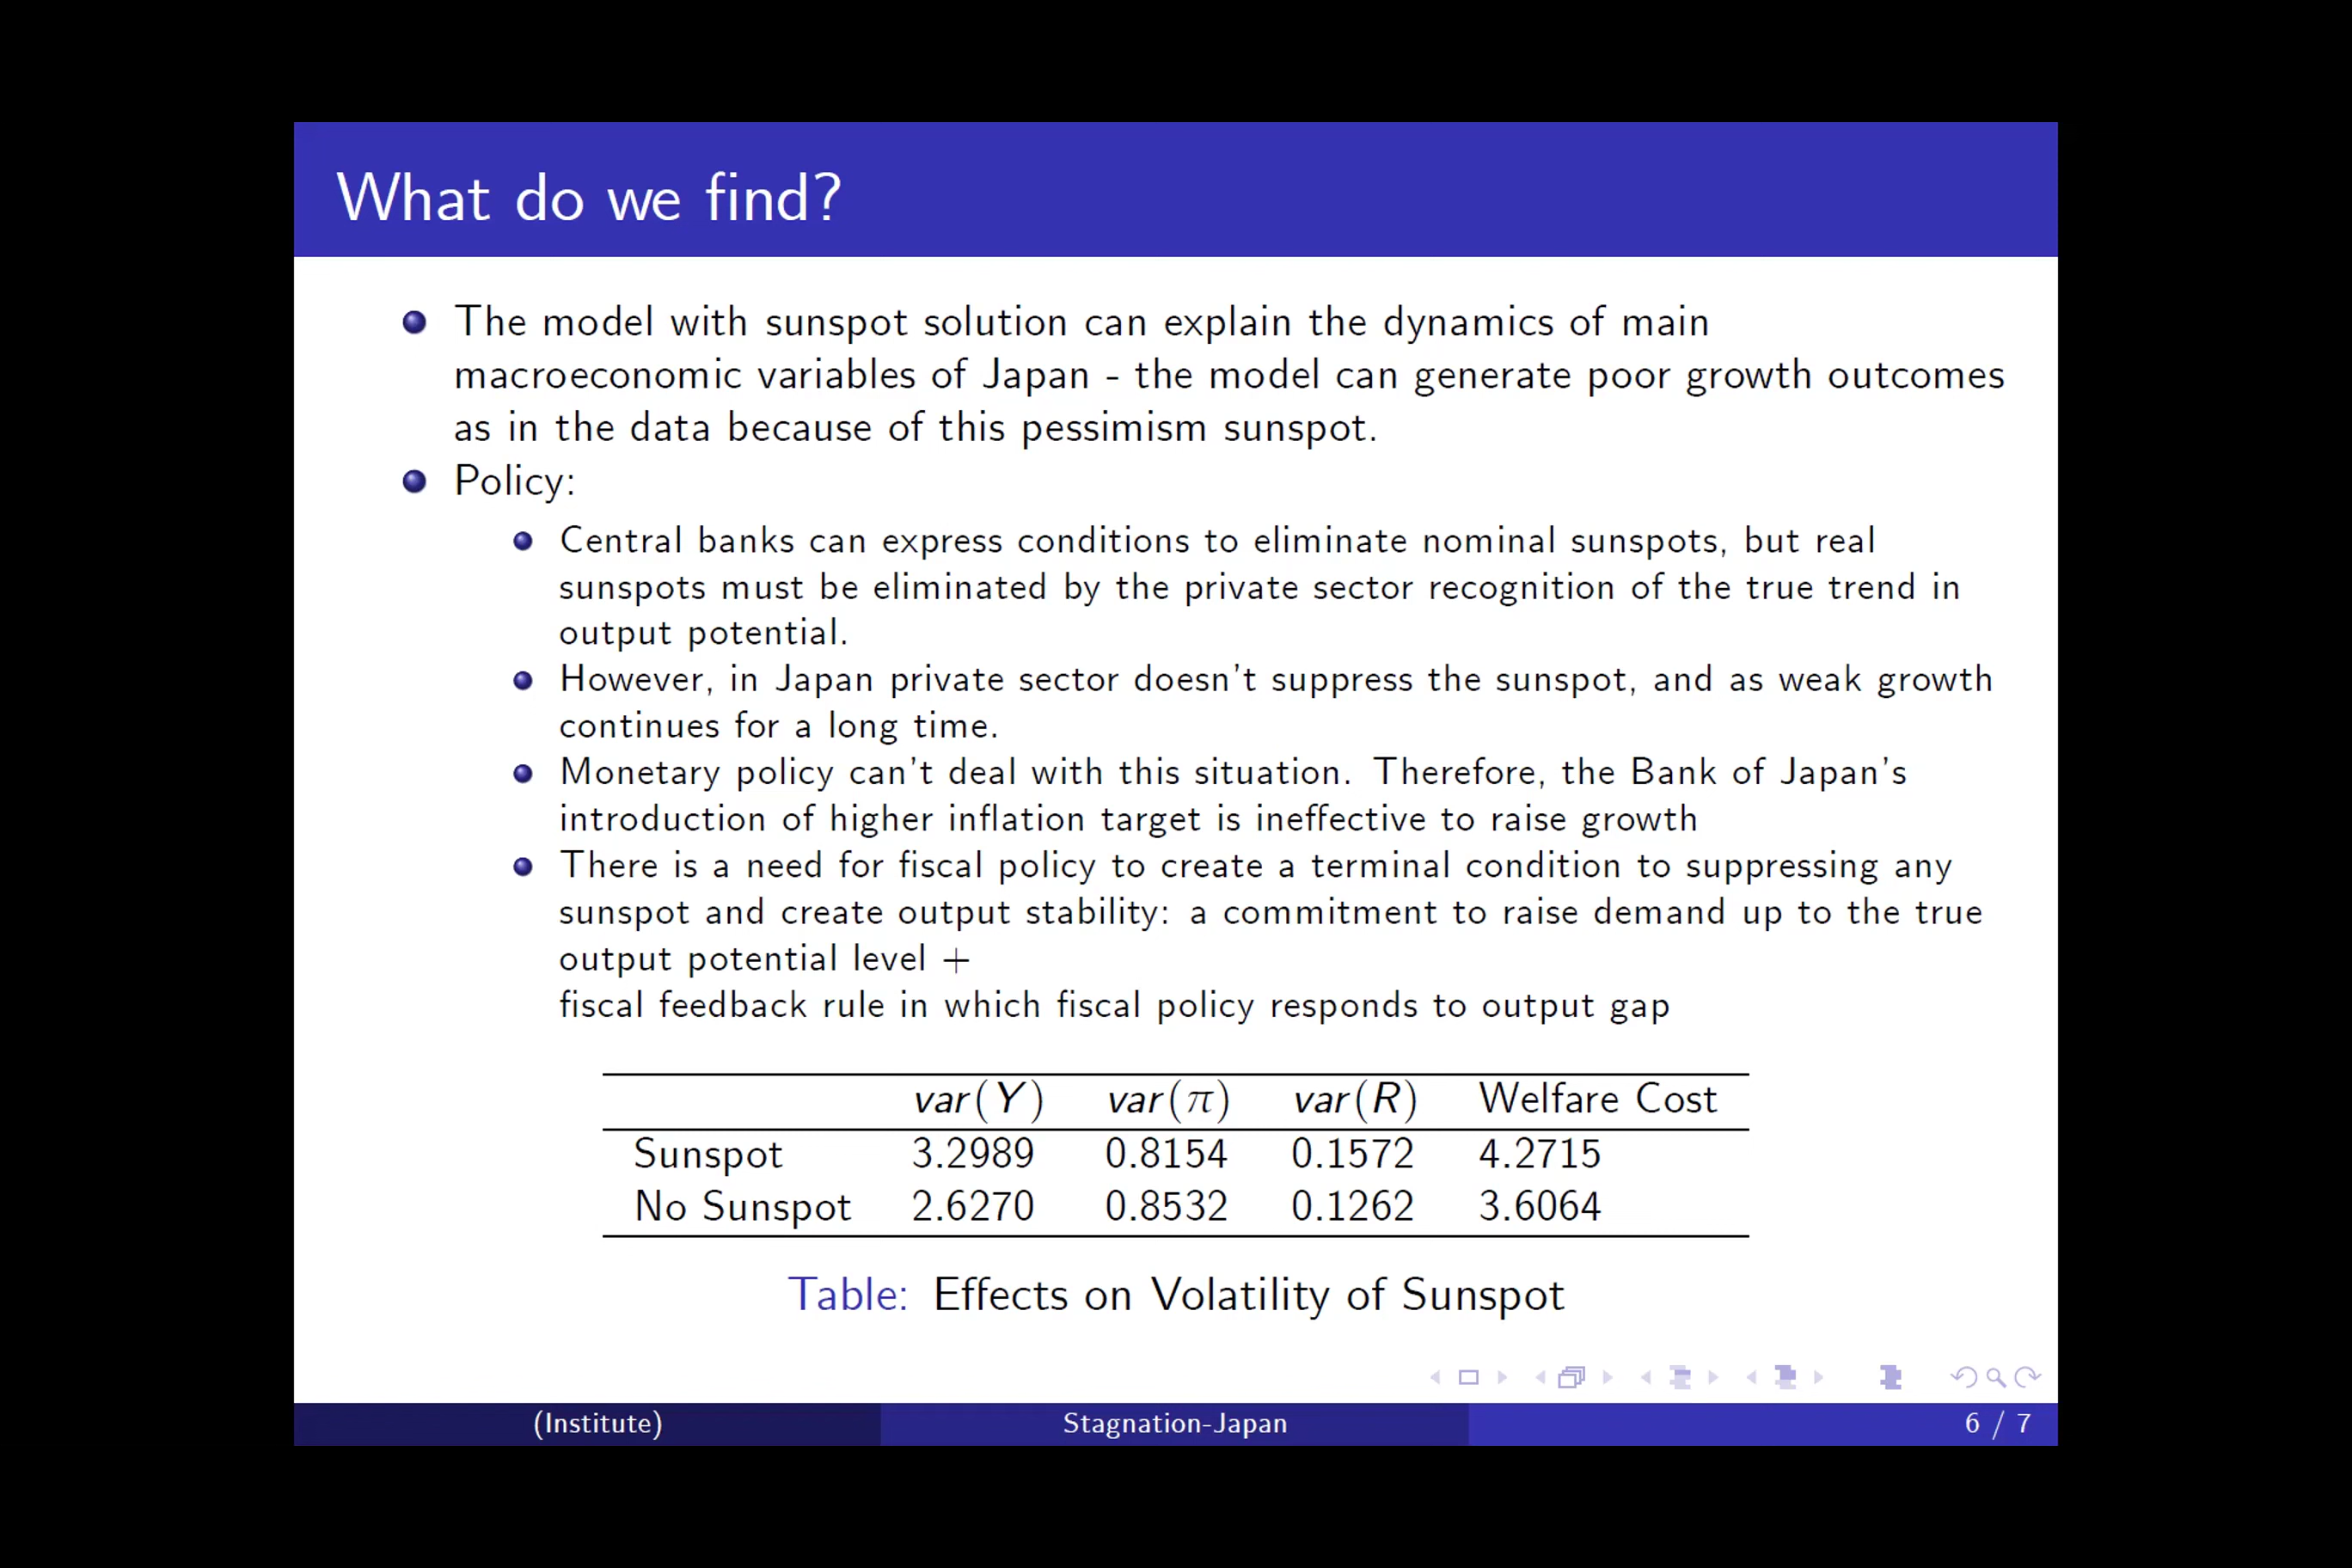 What do we find?
The model with sunspot solution can explain the dynamics of main
macroeconomic variables of Japan - the model can generate poor growth outcomes
as in the data because of this pessimism sunspot.
Policy:
Central banks can express conditions to eliminate nominal sunspots, but real
sunspots must be eliminated by the private sector recognition of the true trend in
output potential.
However, in Japan private sector doesn't suppress the sunspot, and as weak growth
continues for a long time.
Monetary policy can't deal with this situation. Therefore, the Bank of Japan's
introduction of higher inflation target is ineffective to raise growth
There is a need for fiscal policy to create a terminal condition to suppressing any
sunspot and create output stability: a commitment to raise demand up to the true
output potential level +
fiscal feedback rule in which fiscal policy responds to output gap
var(Y) var(π) var(R) Welfare Cost
Sunspot 3.2989 0.8154 0.1572 4.2715
No Sunspot 2.6270 0.8532 0.1262 3.6064
Table: Effects on Volatility of Sunspot
(Institute) Stagnation-Japan 6 / 7